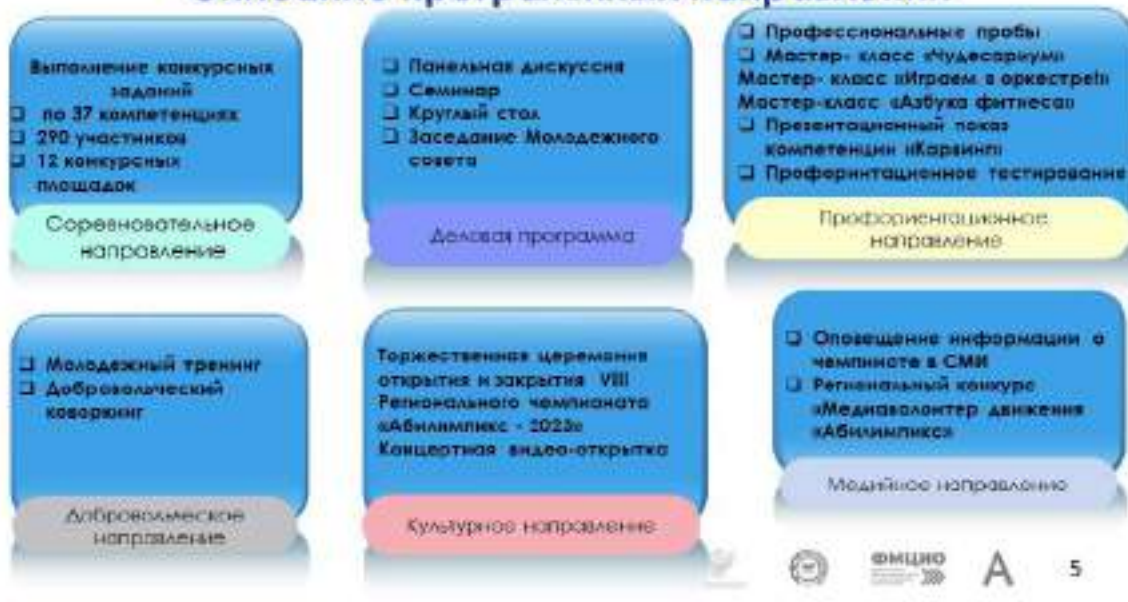 Выполнение конкурсных
заданий
❑ по 37 компетенциях
❑ 290 участников
❑ 12 конкурсных
площадок
Соревновательное
направление
❑ Панельная дискуссия
❑ Семинар
❑ Круглый стол
❑ Заседание Молодежного
совета
Деловая программа
❑ Профессиональные пробы
❑ Мастер- класс «Чудесариум»
Мастер- класс «Играем в оркестре!»
Мастер-класс «Азбука фитнеса»
❑ Презентационный показ
компетенции «Карвинг»
❑ Профоринтационное тестирование
Профориентационное
направление
❑ Молодежный тренинг
❑ Добровольческий
коворкинг
Добровольческое
направление
Торжественная церемония
открытия и закрытия VIII
Регионального чемпионата
«Абилимпикс - 2023»
Концертная видео-открытка
Культурное направление
❑ Оповещение информации о
чемпионате в СМИ
❑ Региональный конкурс
«Медиаволонтер движения
«Абилимпикс»
Медийное направление
ФМЦИО
А
5